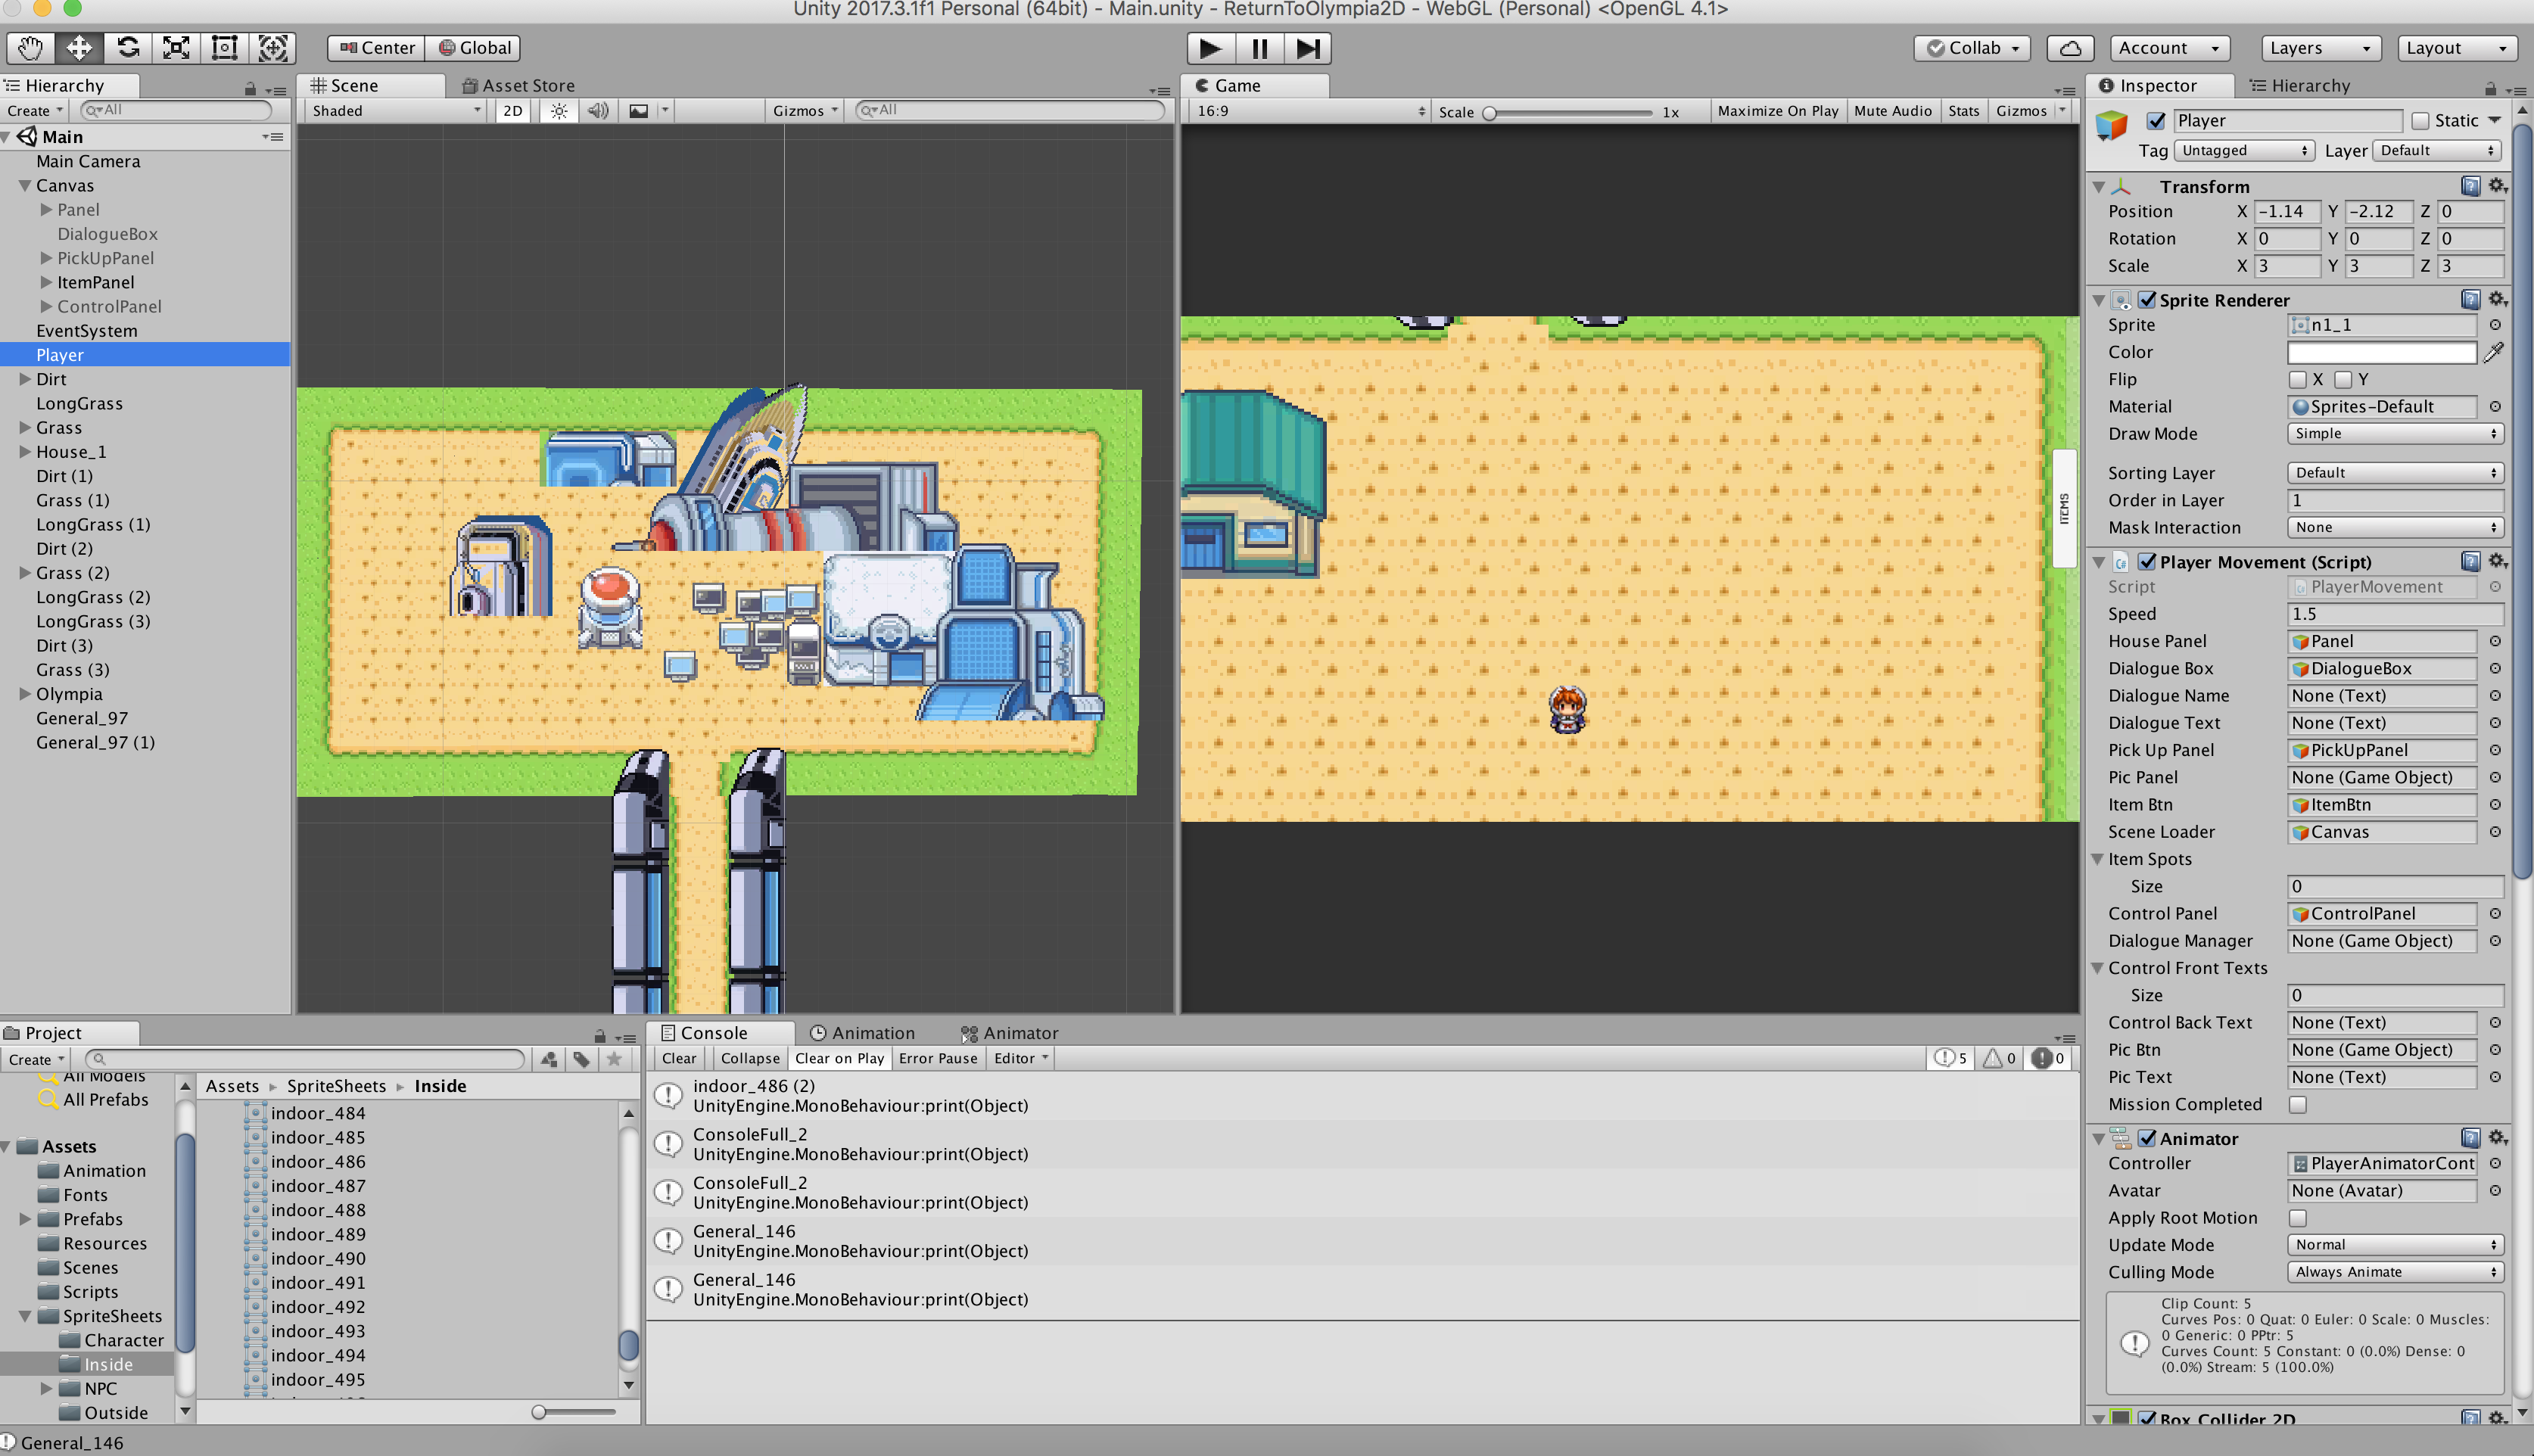 Unity 2017.3.1f1 Personal (64bit) - Main.unity - ReturnToOlympia2D - WebGL (Personal) <OpenGL 4.1>
Center Global Collab Account Layers Layout
Hierarchy
Create All
Main
Main Camera
Canvas
Panel
DialogueBox
PickUpPanel
ItemPanel
ControlPanel
EventSystem
Player
Dirt
LongGrass
Grass
House_1
Dirt (1)
Grass (1)
LongGrass (1)
Dirt (2)
Grass (2)
LongGrass (2)
LongGrass (3)
Dirt (3)
Grass (3)
Olympia
General_97
General_97 (1)
Scene Asset Store
Shaded 2D Gizmos All
Game
16:9 Scale 1x Maximize On Play Mute Audio Stats Gizmos
ITEMS
Inspector Hierarchy
Player Static
Tag Untagged Layer Default
Transform
Position X -1.14 Y -2.12 Z 0
Rotation X 0 Y 0 Z 0
Scale X 3 Y 3 Z 3
Sprite Renderer
Sprite n1_1
Color
Flip X Y
Material Sprites-Default
Draw Mode Simple
Sorting Layer Default
Order in Layer 1
Mask Interaction None
Player Movement (Script)
Script PlayerMovement
Speed 1.5
House Panel Panel
Dialogue Box DialogueBox
Dialogue Name None (Text)
Dialogue Text None (Text)
Pick Up Panel PickUpPanel
Pic Panel None (Game Object)
Item Btn ItemBtn
Scene Loader Canvas
Item Spots
Size 0
Control Panel ControlPanel
Dialogue Manager None (Game Object)
Control Front Texts
Size 0
Control Back Text None (Text)
Pic Btn None (Game Object)
Pic Text None (Text)
Mission Completed
Animator
Controller PlayerAnimatorCont
Avatar None (Avatar)
Apply Root Motion
Update Mode Normal
Culling Mode Always Animate
Clip Count: 5
Curves Pos: 0 Quat: 0 Euler: 0 Scale: 0 Muscles:
0 Generic: 0 PPtr: 5
Curves Count: 5 Constant: 0 (0.0%) Dense: 0
(0.0%) Stream: 5 (100.0%)
Box Collider 2D
Project
Create
All Models
All Prefabs
Assets
Animation
Fonts
Prefabs
Resources
Scenes
Scripts
SpriteSheets
Character
Inside
NPC
Outside
Assets SpriteSheets Inside
indoor_484
indoor_485
indoor_486
indoor_487
indoor_488
indoor_489
indoor_490
indoor_491
indoor_492
indoor_493
indoor_494
indoor_495
Console Animation Animator
Clear Collapse Clear on Play Error Pause Editor 5 0 0
indoor_486 (2)
UnityEngine.MonoBehaviour:print(Object)
ConsoleFull_2
UnityEngine.MonoBehaviour:print(Object)
ConsoleFull_2
UnityEngine.MonoBehaviour:print(Object)
General_146
UnityEngine.MonoBehaviour:print(Object)
General_146
UnityEngine.MonoBehaviour:print(Object)
General_146